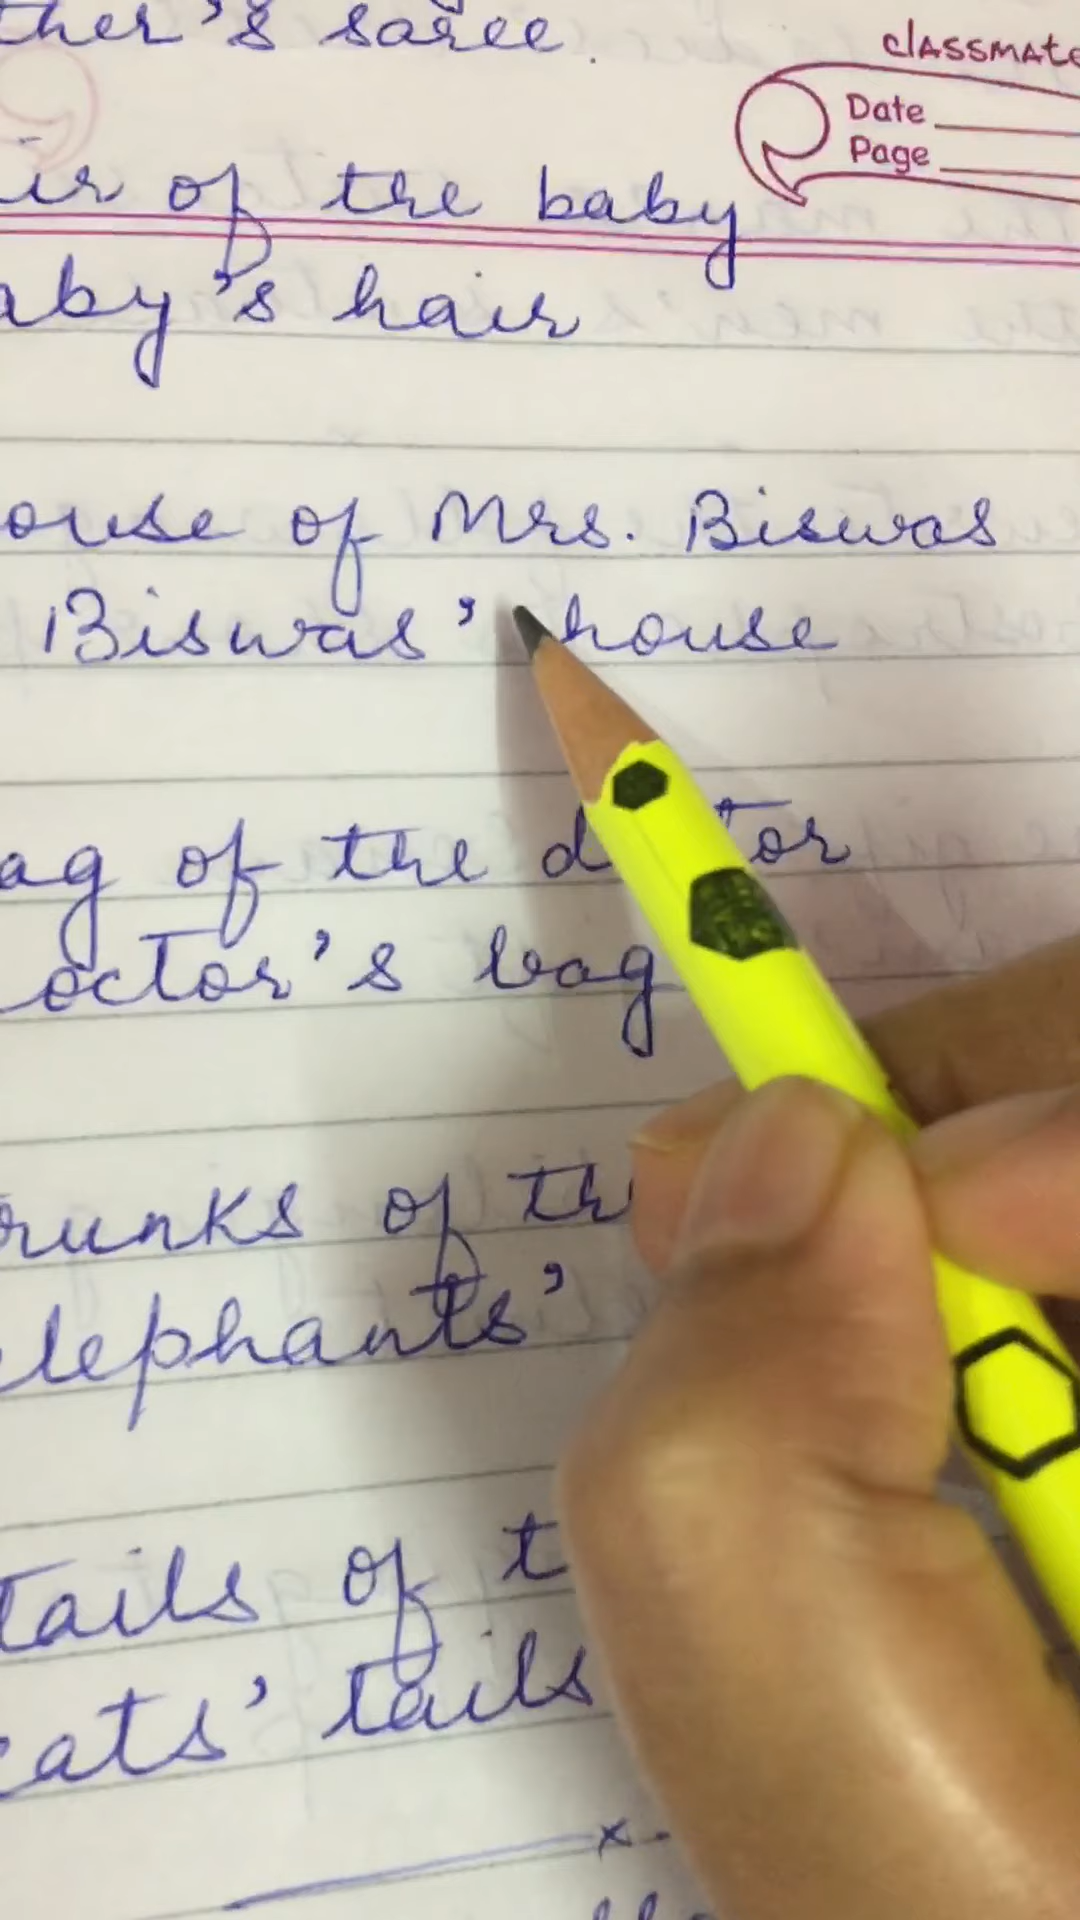 ther's saree.
classmate
Date
Page
ir of the baby
aby's hair
ouse of Mrs. Biswas
Biswas' house
ag of the d tor
octor's bag
runks of th
lephants'
tails of t
cats' tails
x -